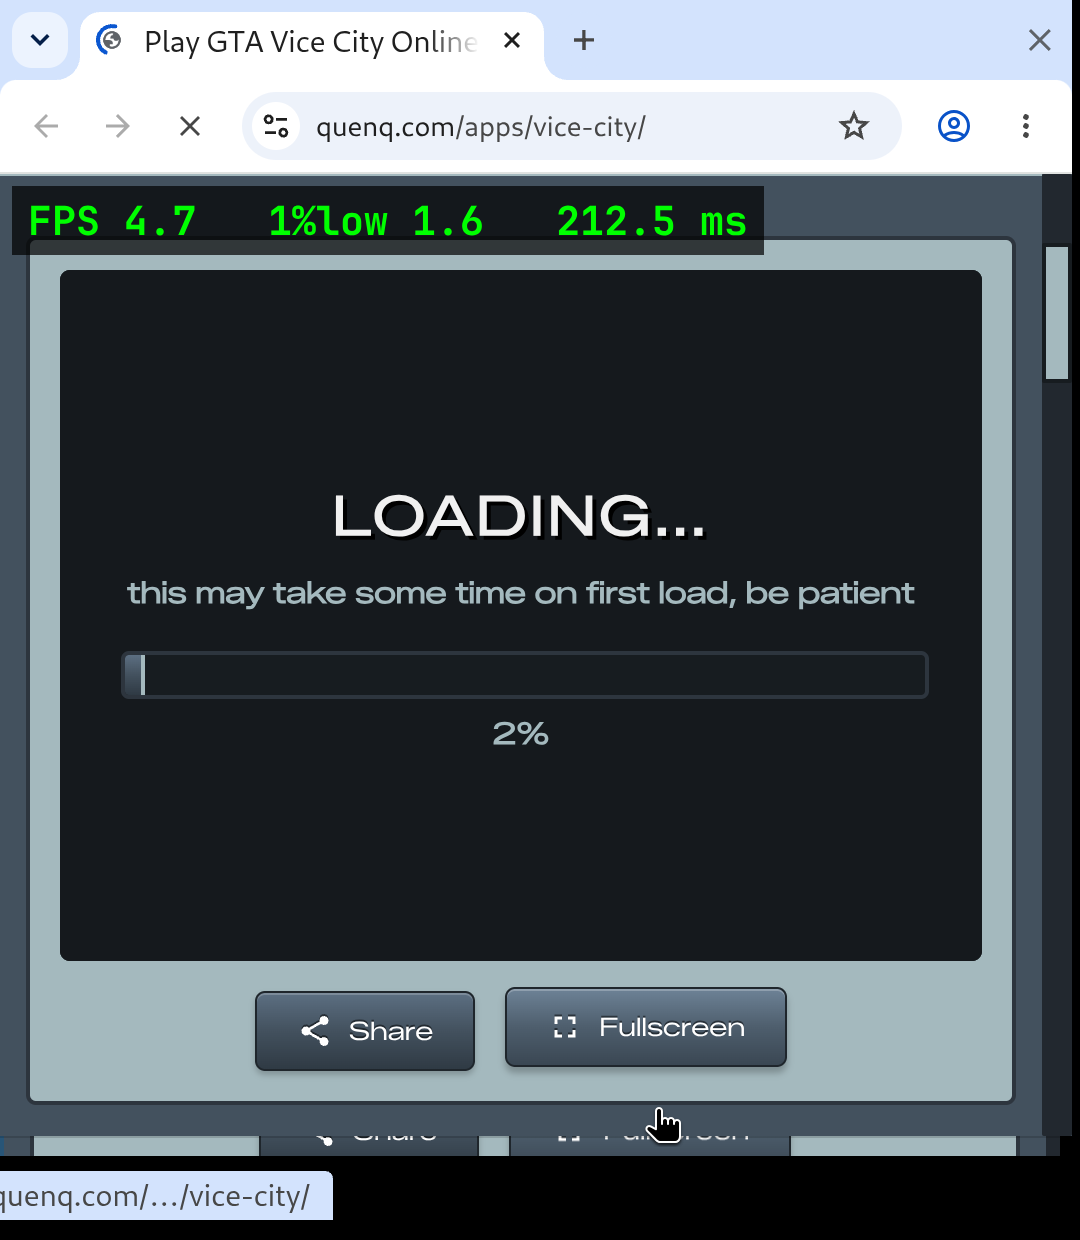 Play GTA Vice City Online
quenq.com/apps/vice-city/
FPS 4.7 1%low 1.6 212.5 ms
LOADING...
this may take some time on first load, be patient
2%
Share
Fullscreen
Share
Fullscreen
quenq.com/.../vice-city/